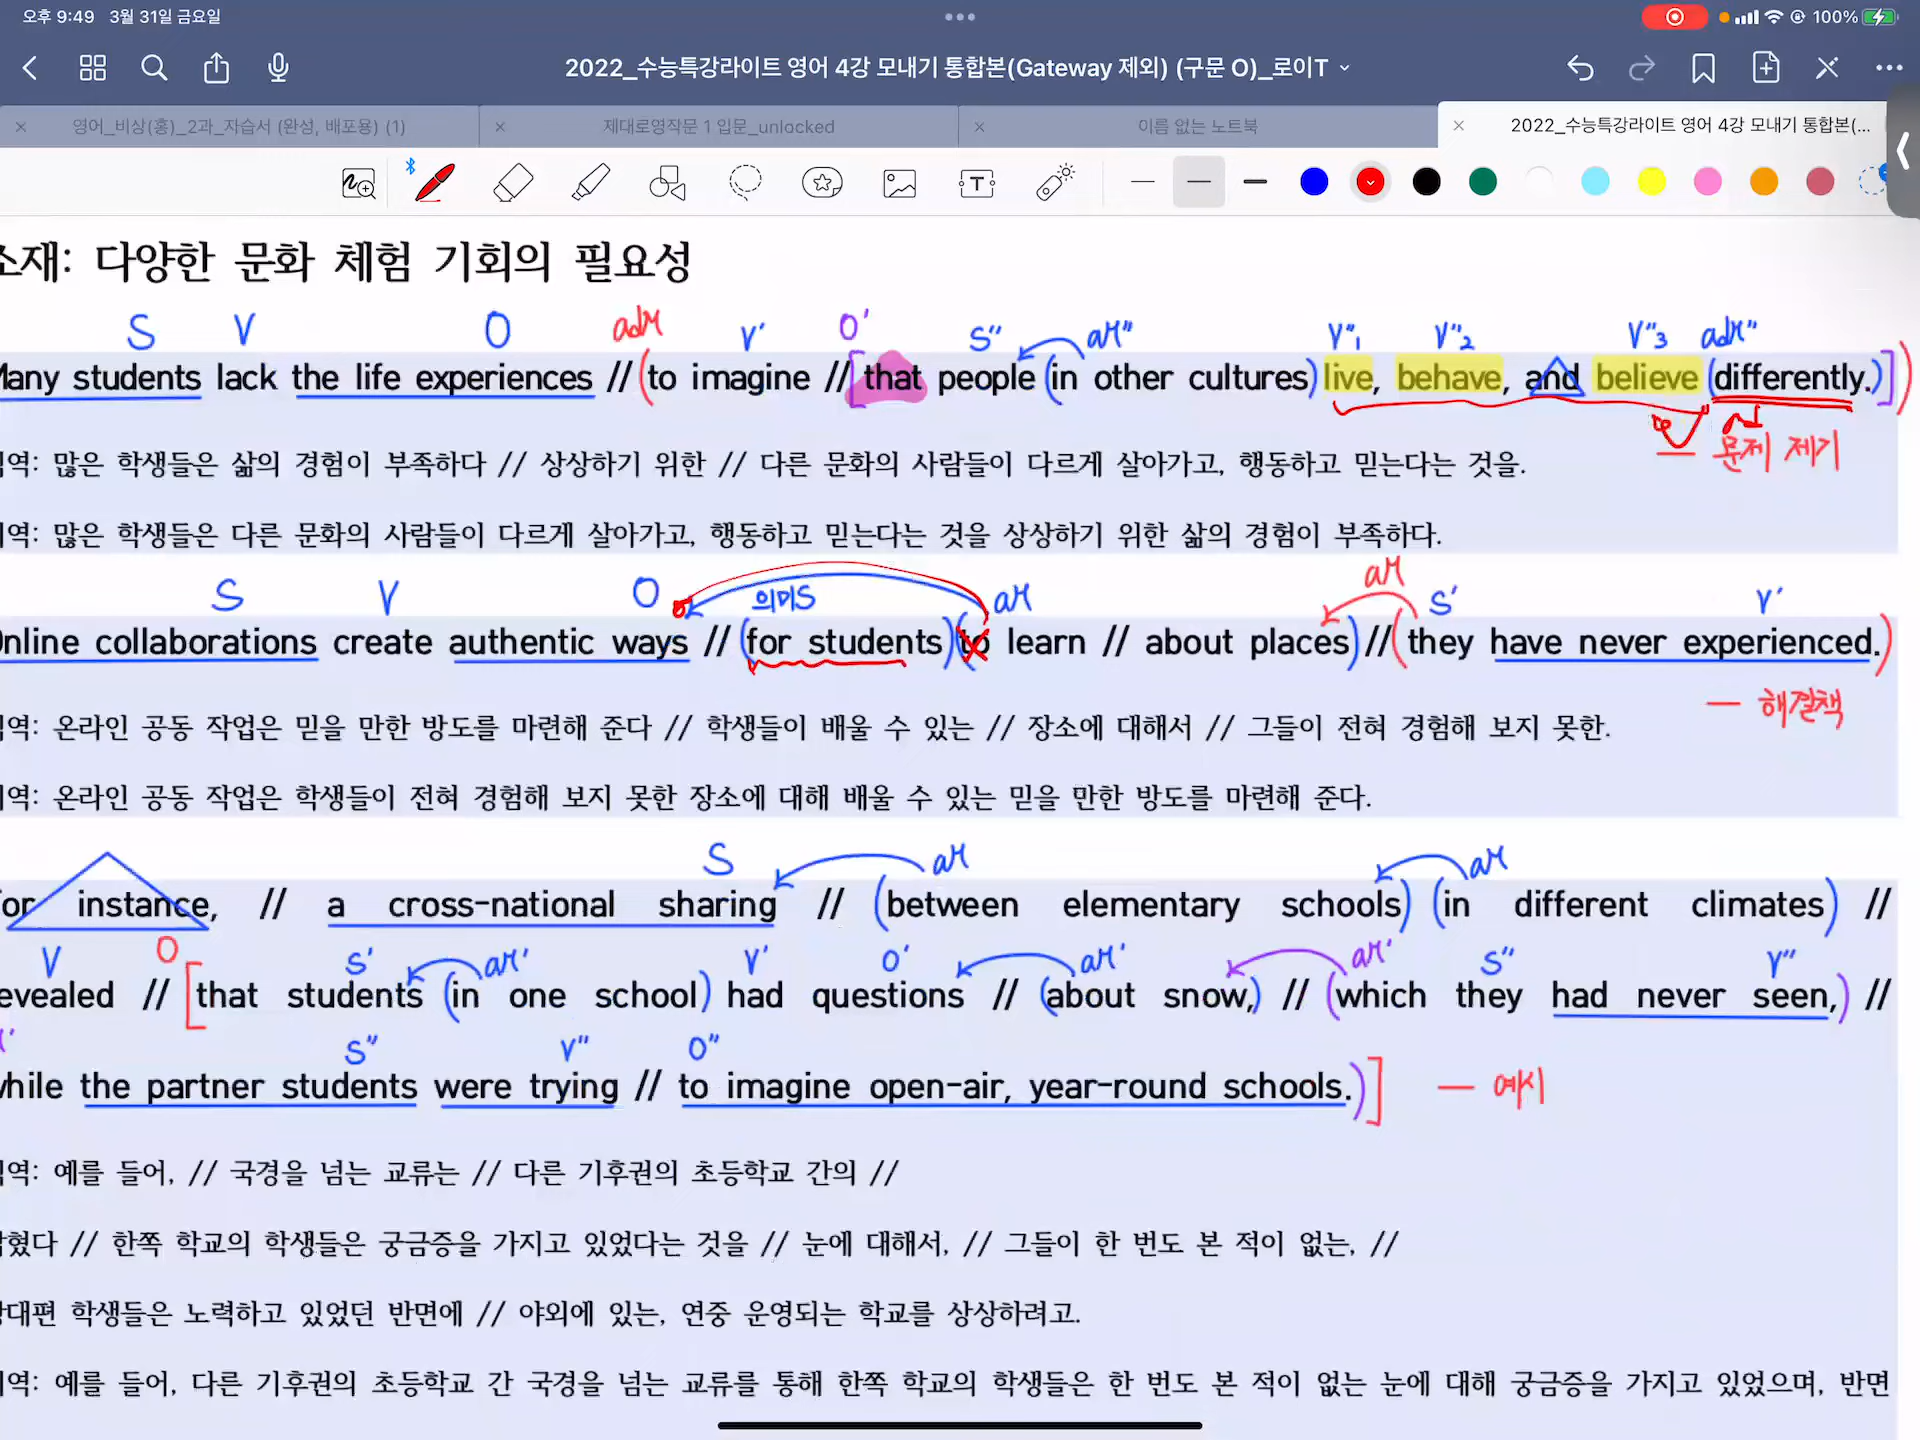 오후 9:49 3월 31일 금요일
100%
2022_수능특강라이트 영어 4강 모내기 통합본(Gateway 제외) (구문 O)_로이T
영어_비상(홍)_2과_자습서 (완성, 배포용) (1)
제대로영작문 1 입문_unlocked
이름 없는 노트북
2022_수능특강라이트 영어 4강 모내기 통합본(...
소재: 다양한 문화 체험 기회의 필요성
S V O V' O' S" V"1 V"2 V"3
Many students lack the life experiences // (to imagine // [that people (in other cultures) live, behave, and believe (differently.)])
문제 제기
역: 많은 학생들은 삶의 경험이 부족하다 // 상상하기 위한 // 다른 문화의 사람들이 다르게 살아가고, 행동하고 믿는다는 것을.
역: 많은 학생들은 다른 문화의 사람들이 다르게 살아가고, 행동하고 믿는다는 것을 상상하기 위한 삶의 경험이 부족하다.
S V O 의미S S' V'
Online collaborations create authentic ways // (for students) (to learn // about places) // (they have never experienced.)
— 해결책
역: 온라인 공동 작업은 믿을 만한 방도를 마련해 준다 // 학생들이 배울 수 있는 // 장소에 대해서 // 그들이 전혀 경험해 보지 못한.
역: 온라인 공동 작업은 학생들이 전혀 경험해 보지 못한 장소에 대해 배울 수 있는 믿을 만한 방도를 마련해 준다.
S
For instance, // a cross-national sharing // (between elementary schools) (in different climates) //
V O S' V' O' S" V"
revealed // [that students (in one school) had questions // (about snow,) // (which they had never seen,) //
S" V" O"
while the partner students were trying // to imagine open-air, year-round schools.)] — 예시
역: 예를 들어, // 국경을 넘는 교류는 // 다른 기후권의 초등학교 간의 //
밝혔다 // 한쪽 학교의 학생들은 궁금증을 가지고 있었다는 것을 // 눈에 대해서, // 그들이 한 번도 본 적이 없는, //
상대편 학생들은 노력하고 있었던 반면에 // 야외에 있는, 연중 운영되는 학교를 상상하려고.
역: 예를 들어, 다른 기후권의 초등학교 간 국경을 넘는 교류를 통해 한쪽 학교의 학생들은 한 번도 본 적이 없는 눈에 대해 궁금증을 가지고 있었으며, 반면